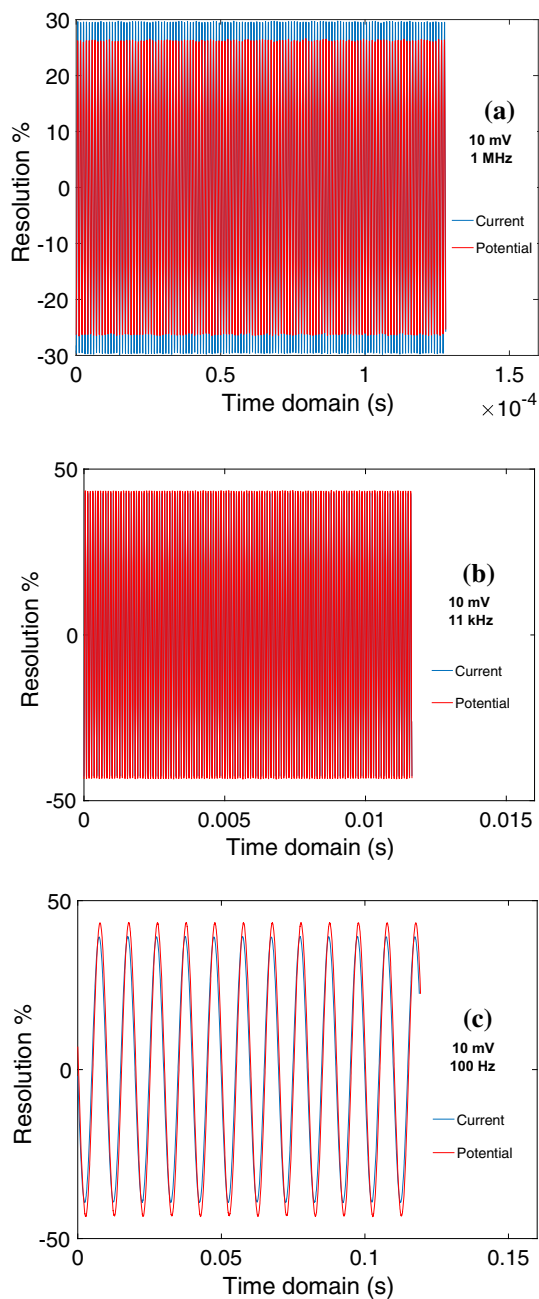 30
20
10
0
-10
-20
-30
Resolution %
(a)
10 mV
1 MHz
Current
Potential
0 0.5 1 1.5
Time domain (s)
×10-4
50
0
-50
Resolution %
(b)
10 mV
11 kHz
Current
Potential
0 0.005 0.01 0.015
Time domain (s)
50
0
-50
Resolution %
(c)
10 mV
100 Hz
Current
Potential
0 0.05 0.1 0.15
Time domain (s)